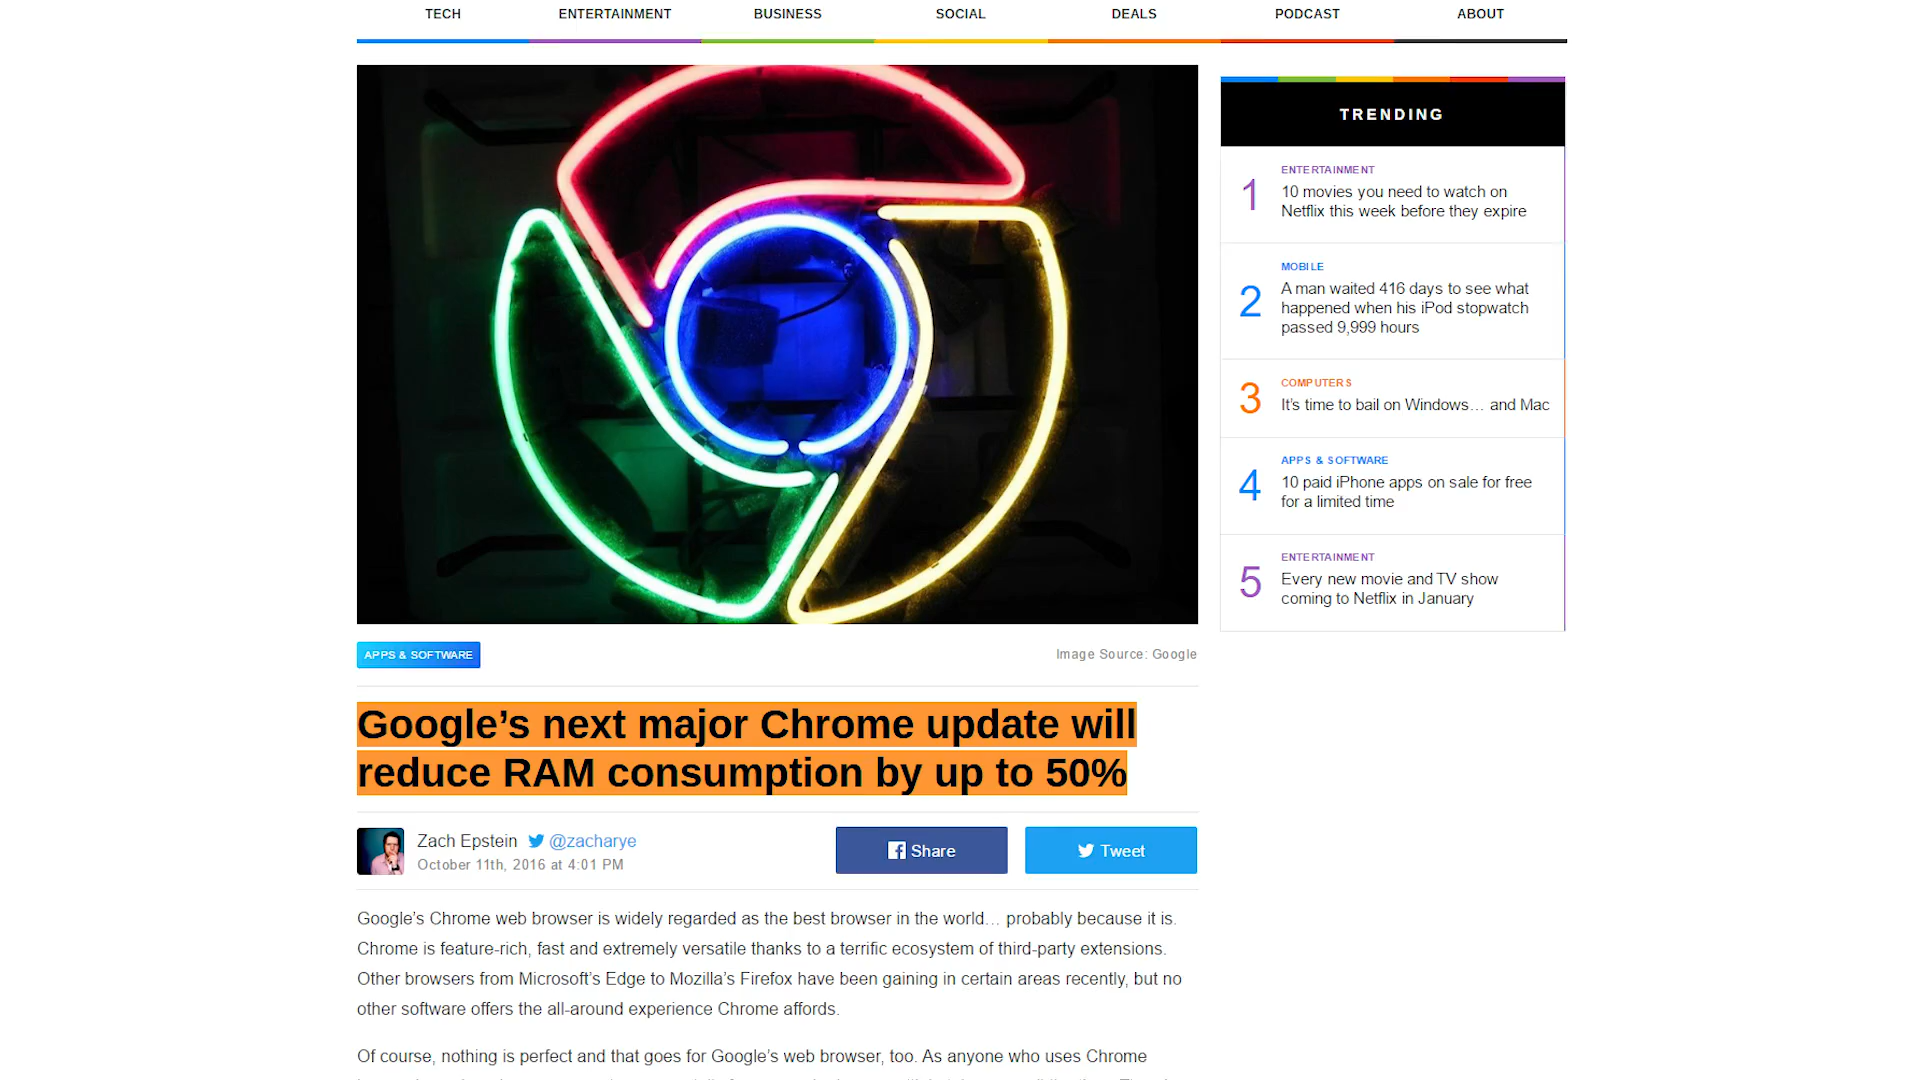 TECH ENTERTAINMENT BUSINESS SOCIAL DEALS PODCAST ABOUT
TRENDING
1
ENTERTAINMENT
10 movies you need to watch on
Netflix this week before they expire
2
MOBILE
A man waited 416 days to see what
happened when his iPod stopwatch
passed 9,999 hours
3
COMPUTERS
It’s time to bail on Windows… and Mac
4
APPS & SOFTWARE
10 paid iPhone apps on sale for free
for a limited time
5
ENTERTAINMENT
Every new movie and TV show
coming to Netflix in January
APPS & SOFTWARE
Image Source: Google
Google’s next major Chrome update will
reduce RAM consumption by up to 50%
Zach Epstein @zacharye
October 11th, 2016 at 4:01 PM
Share
Tweet
Google’s Chrome web browser is widely regarded as the best browser in the world… probably because it is.
Chrome is feature-rich, fast and extremely versatile thanks to a terrific ecosystem of third-party extensions.
Other browsers from Microsoft’s Edge to Mozilla’s Firefox have been gaining in certain areas recently, but no
other software offers the all-around experience Chrome affords.
Of course, nothing is perfect and that goes for Google’s web browser, too. As anyone who uses Chrome